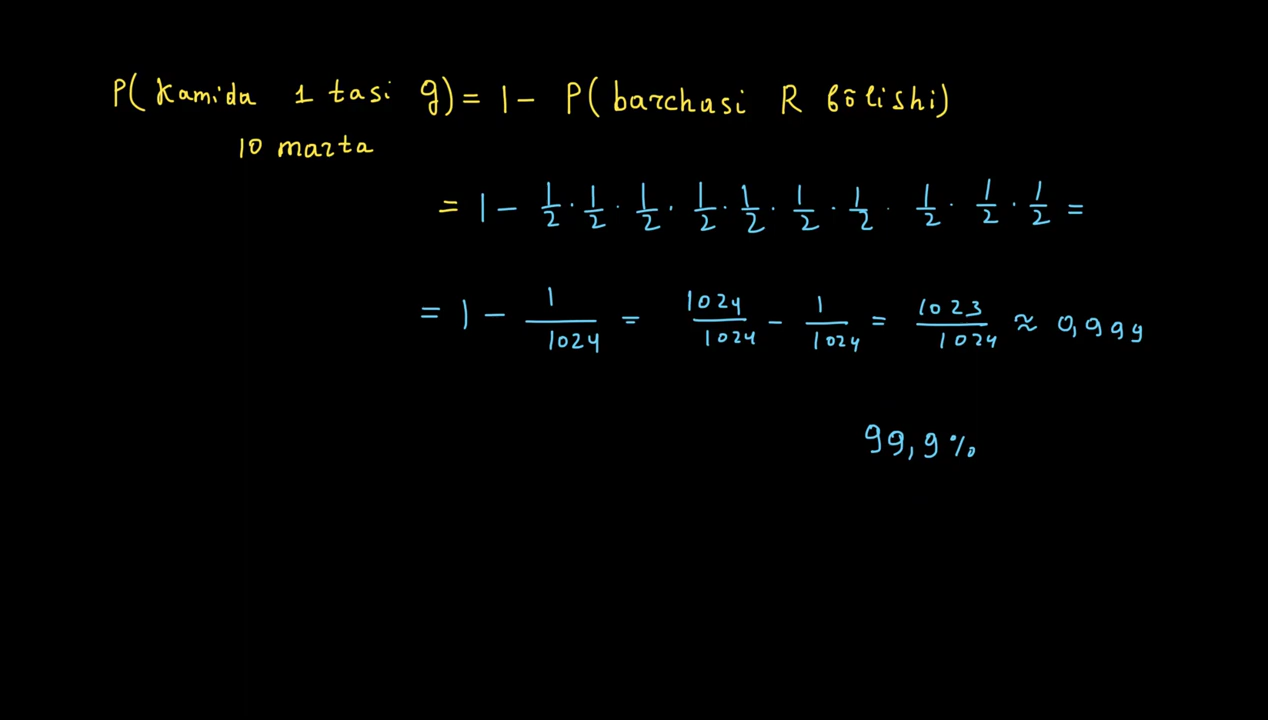 P(kamida 1 tasi g) = 1 - P(barchasi R bōlishi)
10 marta
= 1 - 1/2 · 1/2 · 1/2 · 1/2 · 1/2 · 1/2 · 1/2 · 1/2 · 1/2 · 1/2 =
= 1 - 1/1024 = 1024/1024 - 1/1024 = 1023/1024 ≈ 0,999
99,9%